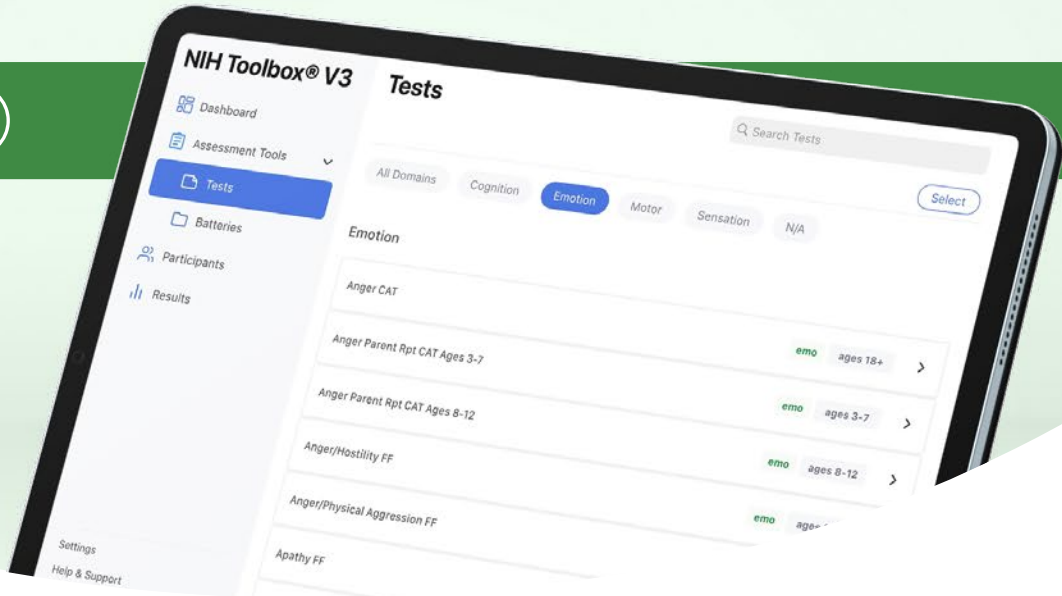 NIH Toolbox® V3
Dashboard
Assessment Tools
Tests
Batteries
Participants
Results
Settings
Help & Support
Tests
Search Tests
Select
All Domains Cognition Emotion Motor Sensation N/A
Emotion
Anger CAT emo ages 18+
Anger Parent Rpt CAT Ages 3-7 emo ages 3-7
Anger Parent Rpt CAT Ages 8-12 emo ages 8-12
Anger/Hostility FF emo
Anger/Physical Aggression FF
Apathy FF